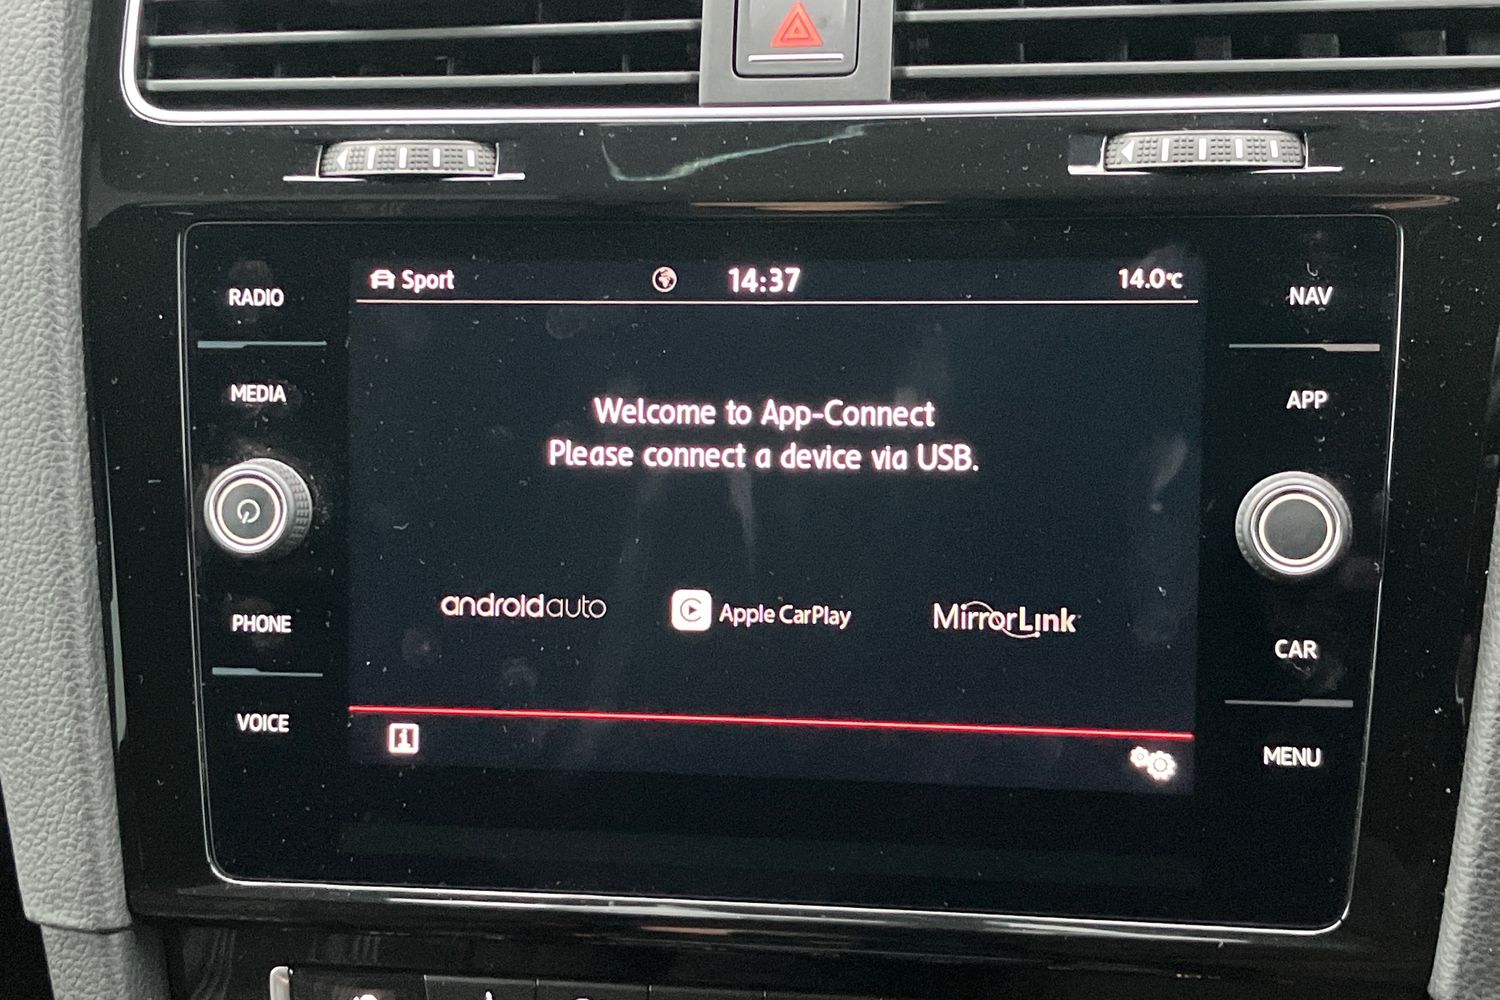 Sport 14:37 14.0°C
RADIO
NAV
MEDIA
APP
Welcome to App-Connect
Please connect a device via USB.
androidauto Apple CarPlay MirrorLink
PHONE
CAR
VOICE
i
MENU